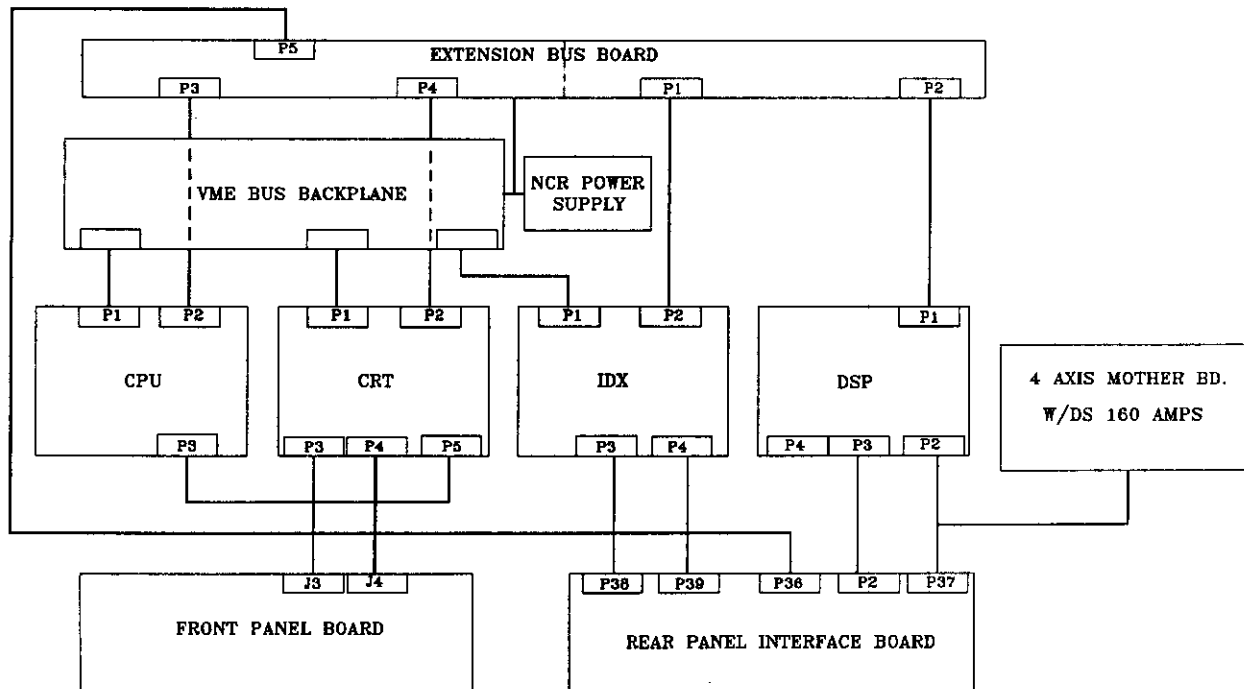 P5
EXTENSION BUS BOARD
P3
P4
P1
P2
VME BUS BACKPLANE
NCR POWER
SUPPLY
P1
P2
P1
P2
P1
P2
P1
CPU
CRT
IDX
DSP
4 AXIS MOTHER BD.
W/DS 160 AMPS
P3
P4
P5
P3
P4
P4
P3
P2
J3
J4
P38
P39
P36
P2
P37
FRONT PANEL BOARD
REAR PANEL INTERFACE BOARD